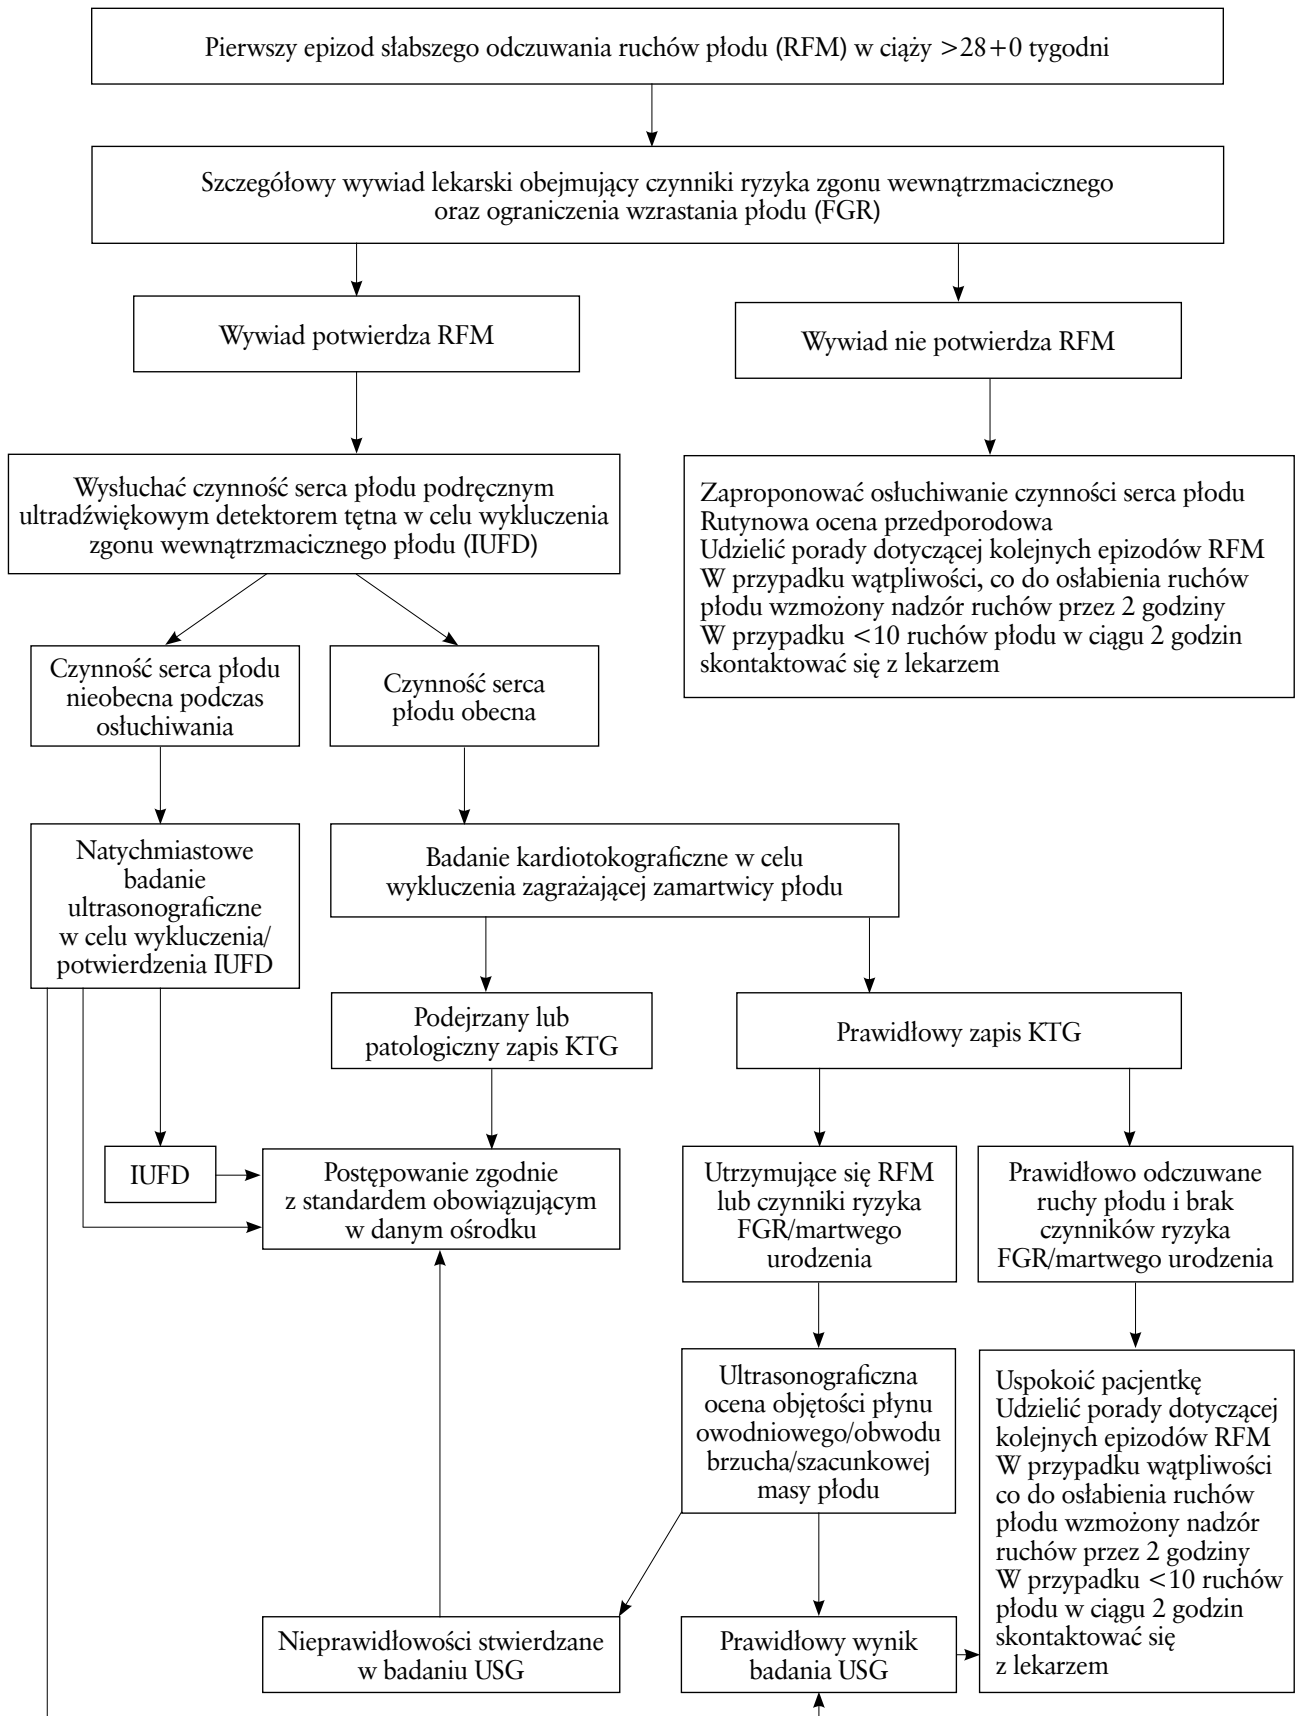 Pierwszy epizod słabszego odczuwania ruchów płodu (RFM) w ciąży >28+0 tygodni
Szczegółowy wywiad lekarski obejmujący czynniki ryzyka zgonu wewnątrzmacicznego
oraz ograniczenia wzrastania płodu (FGR)
Wywiad potwierdza RFM
Wywiad nie potwierdza RFM
Wysłuchać czynność serca płodu podręcznym
ultradźwiękowym detektorem tętna w celu wykluczenia
zgonu wewnątrzmacicznego płodu (IUFD)
Zaproponować osłuchiwanie czynności serca płodu
Rutynowa ocena przedporodowa
Udzielić porady dotyczącej kolejnych epizodów RFM
W przypadku wątpliwości, co do osłabienia ruchów
płodu wzmożony nadzór ruchów przez 2 godziny
W przypadku <10 ruchów płodu w ciągu 2 godzin
skontaktować się z lekarzem
Czynność serca płodu
nieobecna podczas
osłuchiwania
Czynność serca
płodu obecna
Natychmiastowe
badanie
ultrasonograficzne
w celu wykluczenia/
potwierdzenia IUFD
Badanie kardiotokograficzne w celu
wykluczenia zagrażającej zamartwicy płodu
Podejrzany lub
patologiczny zapis KTG
Prawidłowy zapis KTG
IUFD
Postępowanie zgodnie
z standardem obowiązującym
w danym ośrodku
Utrzymujące się RFM
lub czynniki ryzyka
FGR/martwego
urodzenia
Prawidłowo odczuwane
ruchy płodu i brak
czynników ryzyka
FGR/martwego urodzenia
Ultrasonograficzna
ocena objętości płynu
owodniowego/obwodu
brzucha/szacunkowej
masy płodu
Uspokoić pacjentkę
Udzielić porady dotyczącej
kolejnych epizodów RFM
W przypadku wątpliwości
co do osłabienia ruchów
płodu wzmożony nadzór
ruchów przez 2 godziny
W przypadku <10 ruchów
płodu w ciągu 2 godzin
skontaktować się
z lekarzem
Nieprawidłowości stwierdzane
w badaniu USG
Prawidłowy wynik
badania USG